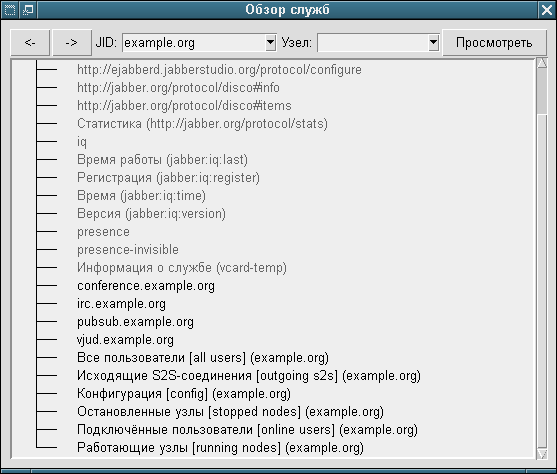 Обзор служб
<- -> JID: example.org Узел: Просмотреть
http://ejabberd.jabberstudio.org/protocol/configure
http://jabber.org/protocol/disco#info
http://jabber.org/protocol/disco#items
Статистика (http://jabber.org/protocol/stats)
iq
Время работы (jabber:iq:last)
Регистрация (jabber:iq:register)
Время (jabber:iq:time)
Версия (jabber:iq:version)
presence
presence-invisible
Информация о службе (vcard-temp)
conference.example.org
irc.example.org
pubsub.example.org
vjud.example.org
Все пользователи [all users] (example.org)
Исходящие S2S-соединения [outgoing s2s] (example.org)
Конфигурация [config] (example.org)
Остановленные узлы [stopped nodes] (example.org)
Подключённые пользователи [online users] (example.org)
Работающие узлы [running nodes] (example.org)